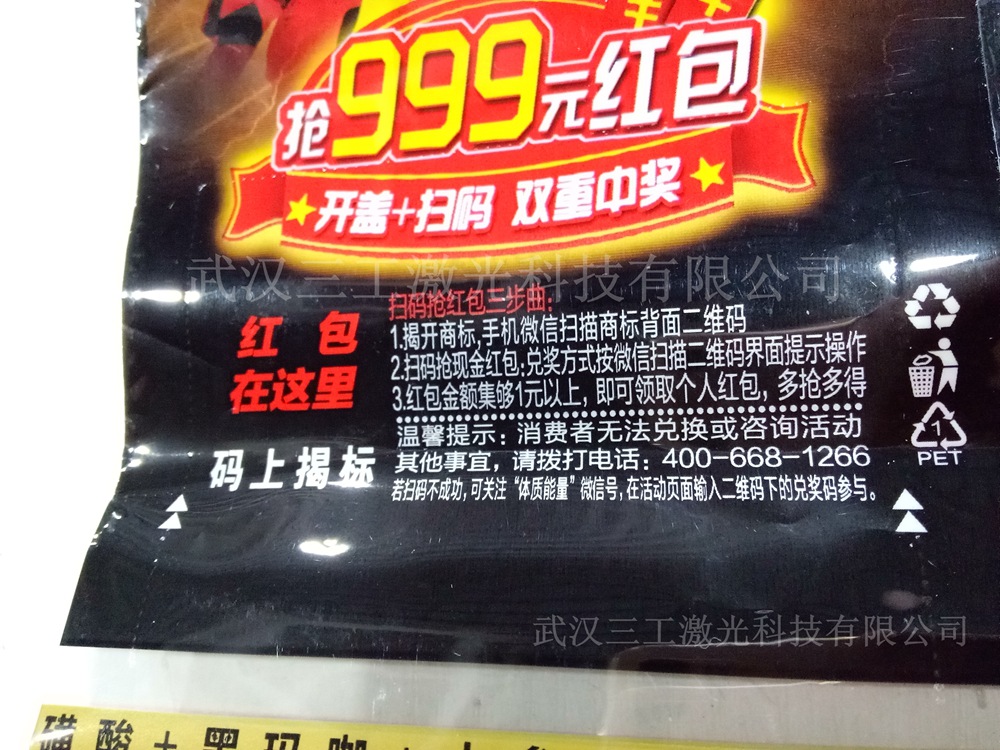 抢999元红包
开盖+扫码 双重中奖
武汉三工激光科技有限公司
红包
在这里
码上揭标
扫码抢红包三步曲:
1.揭开商标,手机微信扫描商标背面二维码
2.扫码抢现金红包;兑奖方式按微信扫描二维码界面提示操作
3.红包金额集够1元以上，即可领取个人红包，多抢多得
温馨提示：消费者无法兑换或咨询活动
其他事宜，请拨打电话：400-668-1266
若扫码不成功,可关注“体质能量”微信号,在活动页面输入二维码下的兑奖码参与。
1
PET
武汉三工激光科技有限公司
磺酸+黑玛咖+